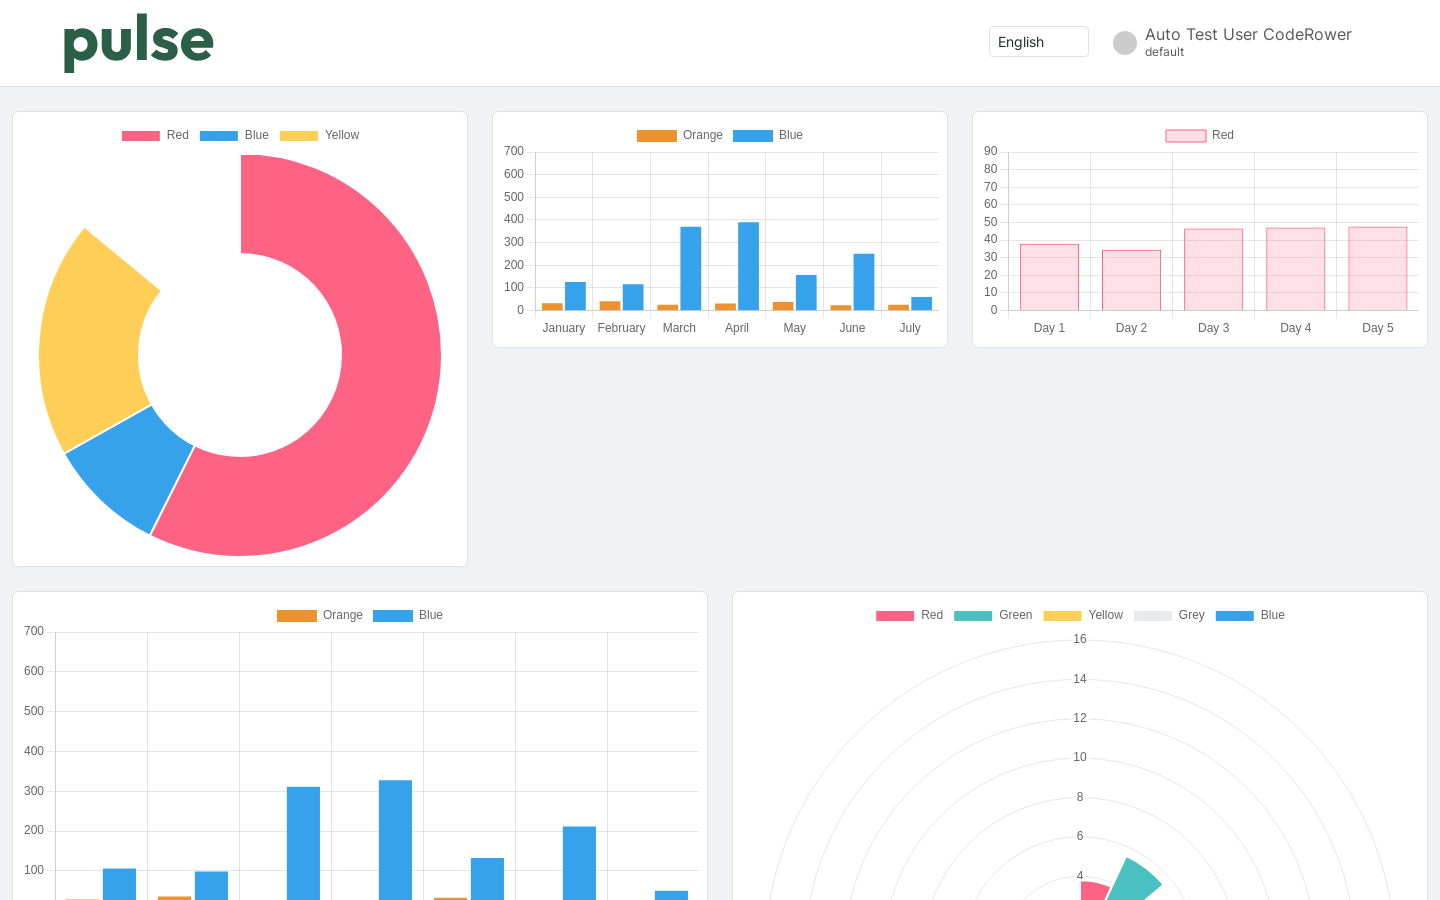 pulse
English
Auto Test User CodeRower
default
Red Blue Yellow
Orange Blue
700
600
500
400
300
200
100
0
January February March April May June July
Red
90
80
70
60
50
40
30
20
10
0
Day 1 Day 2 Day 3 Day 4 Day 5
Orange Blue
700
600
500
400
300
200
100
Red Green Yellow Grey Blue
16
14
12
10
8
6
4